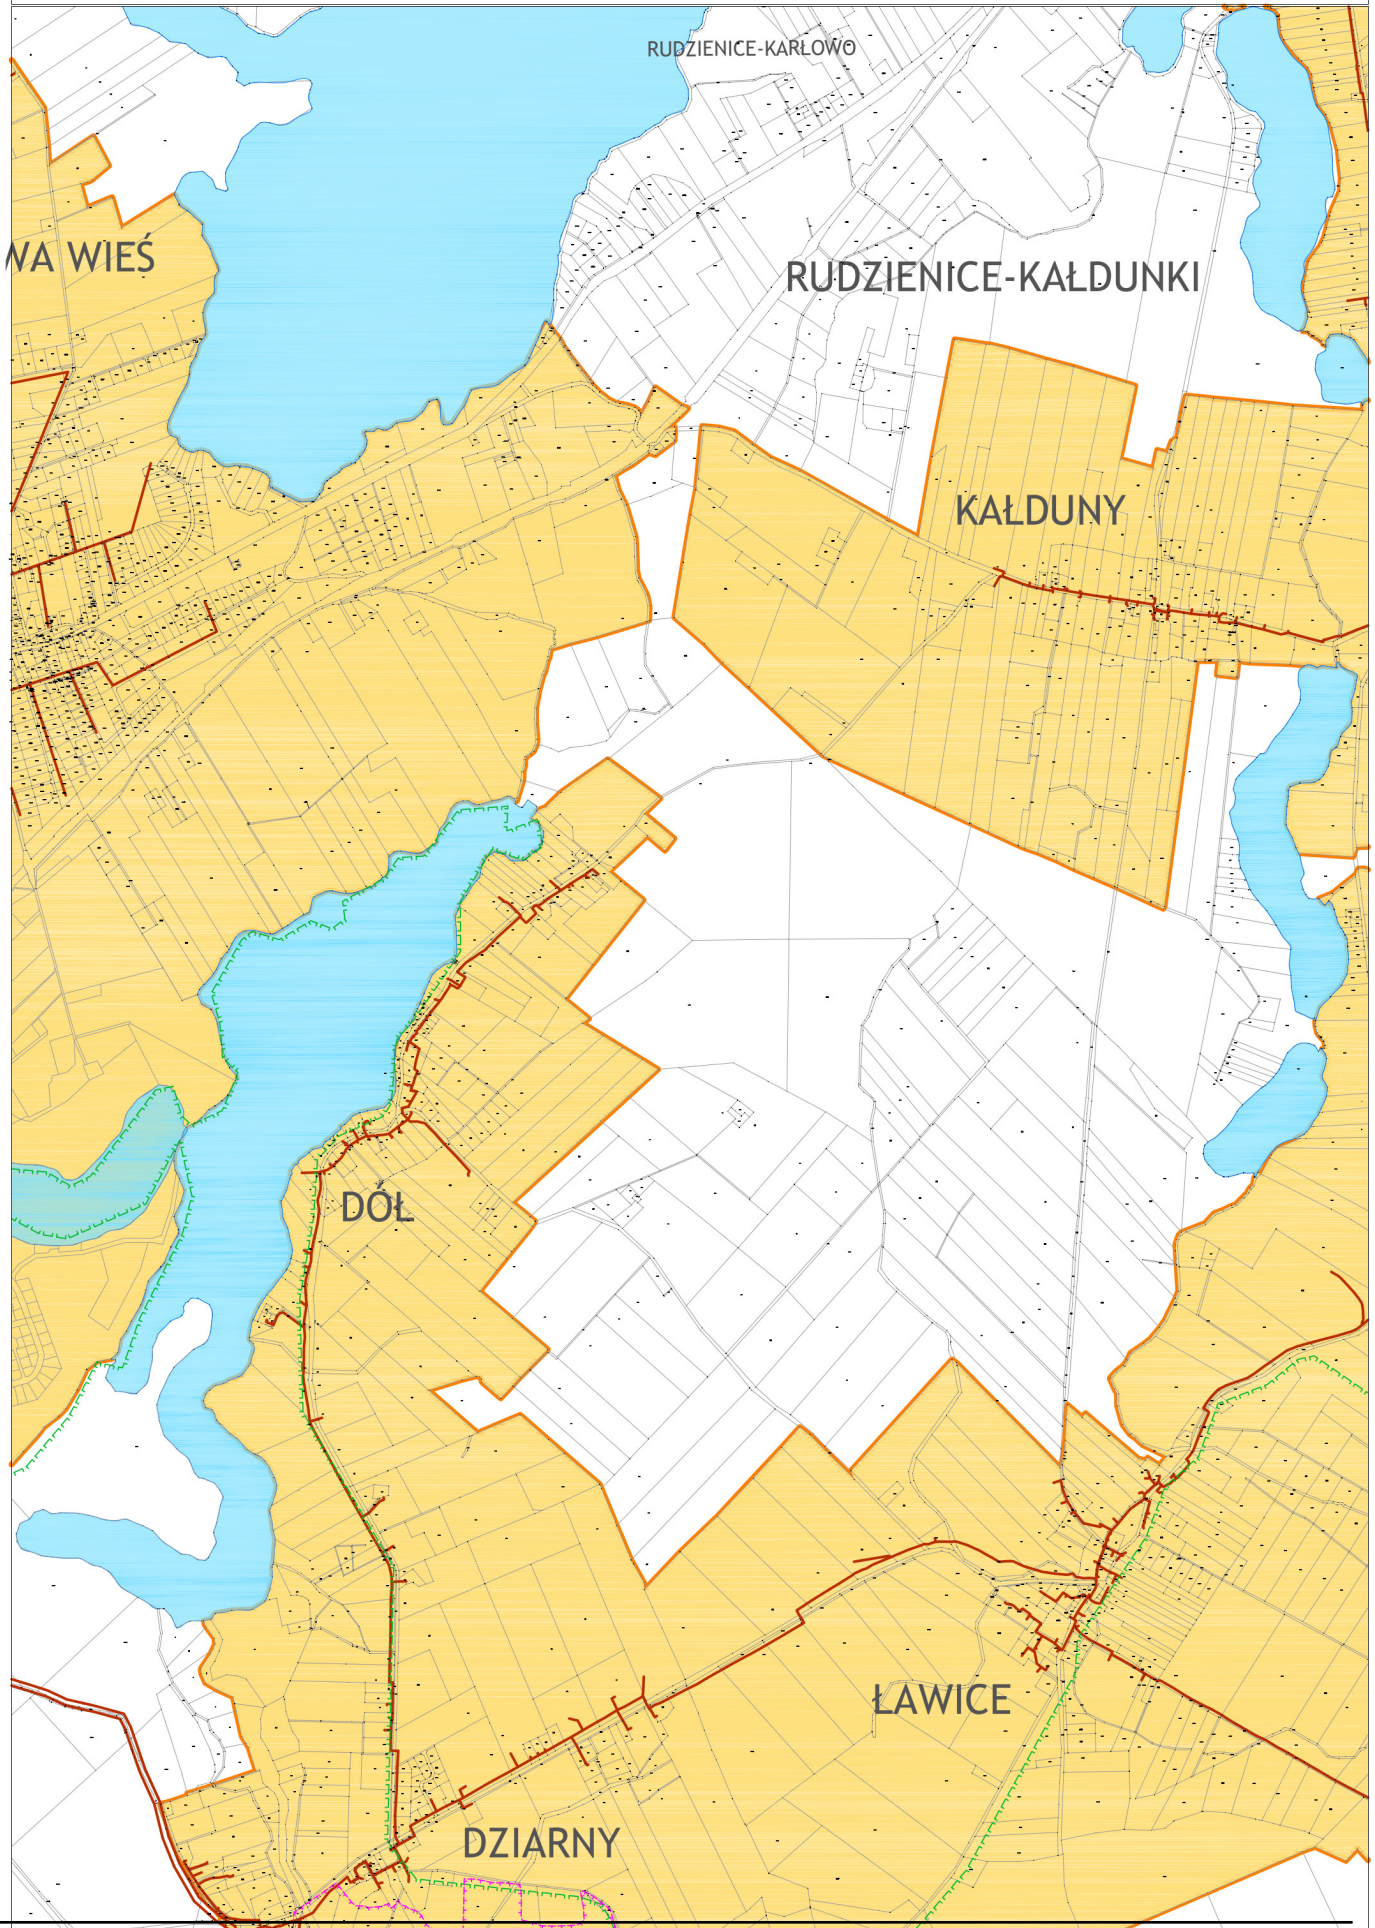 RUDZIENICE-KARŁOWO
WA WIEŚ
RUDZIENICE-KAŁDUNKI
KAŁDUNY
DÓŁ
ŁAWICE
DZIARNY